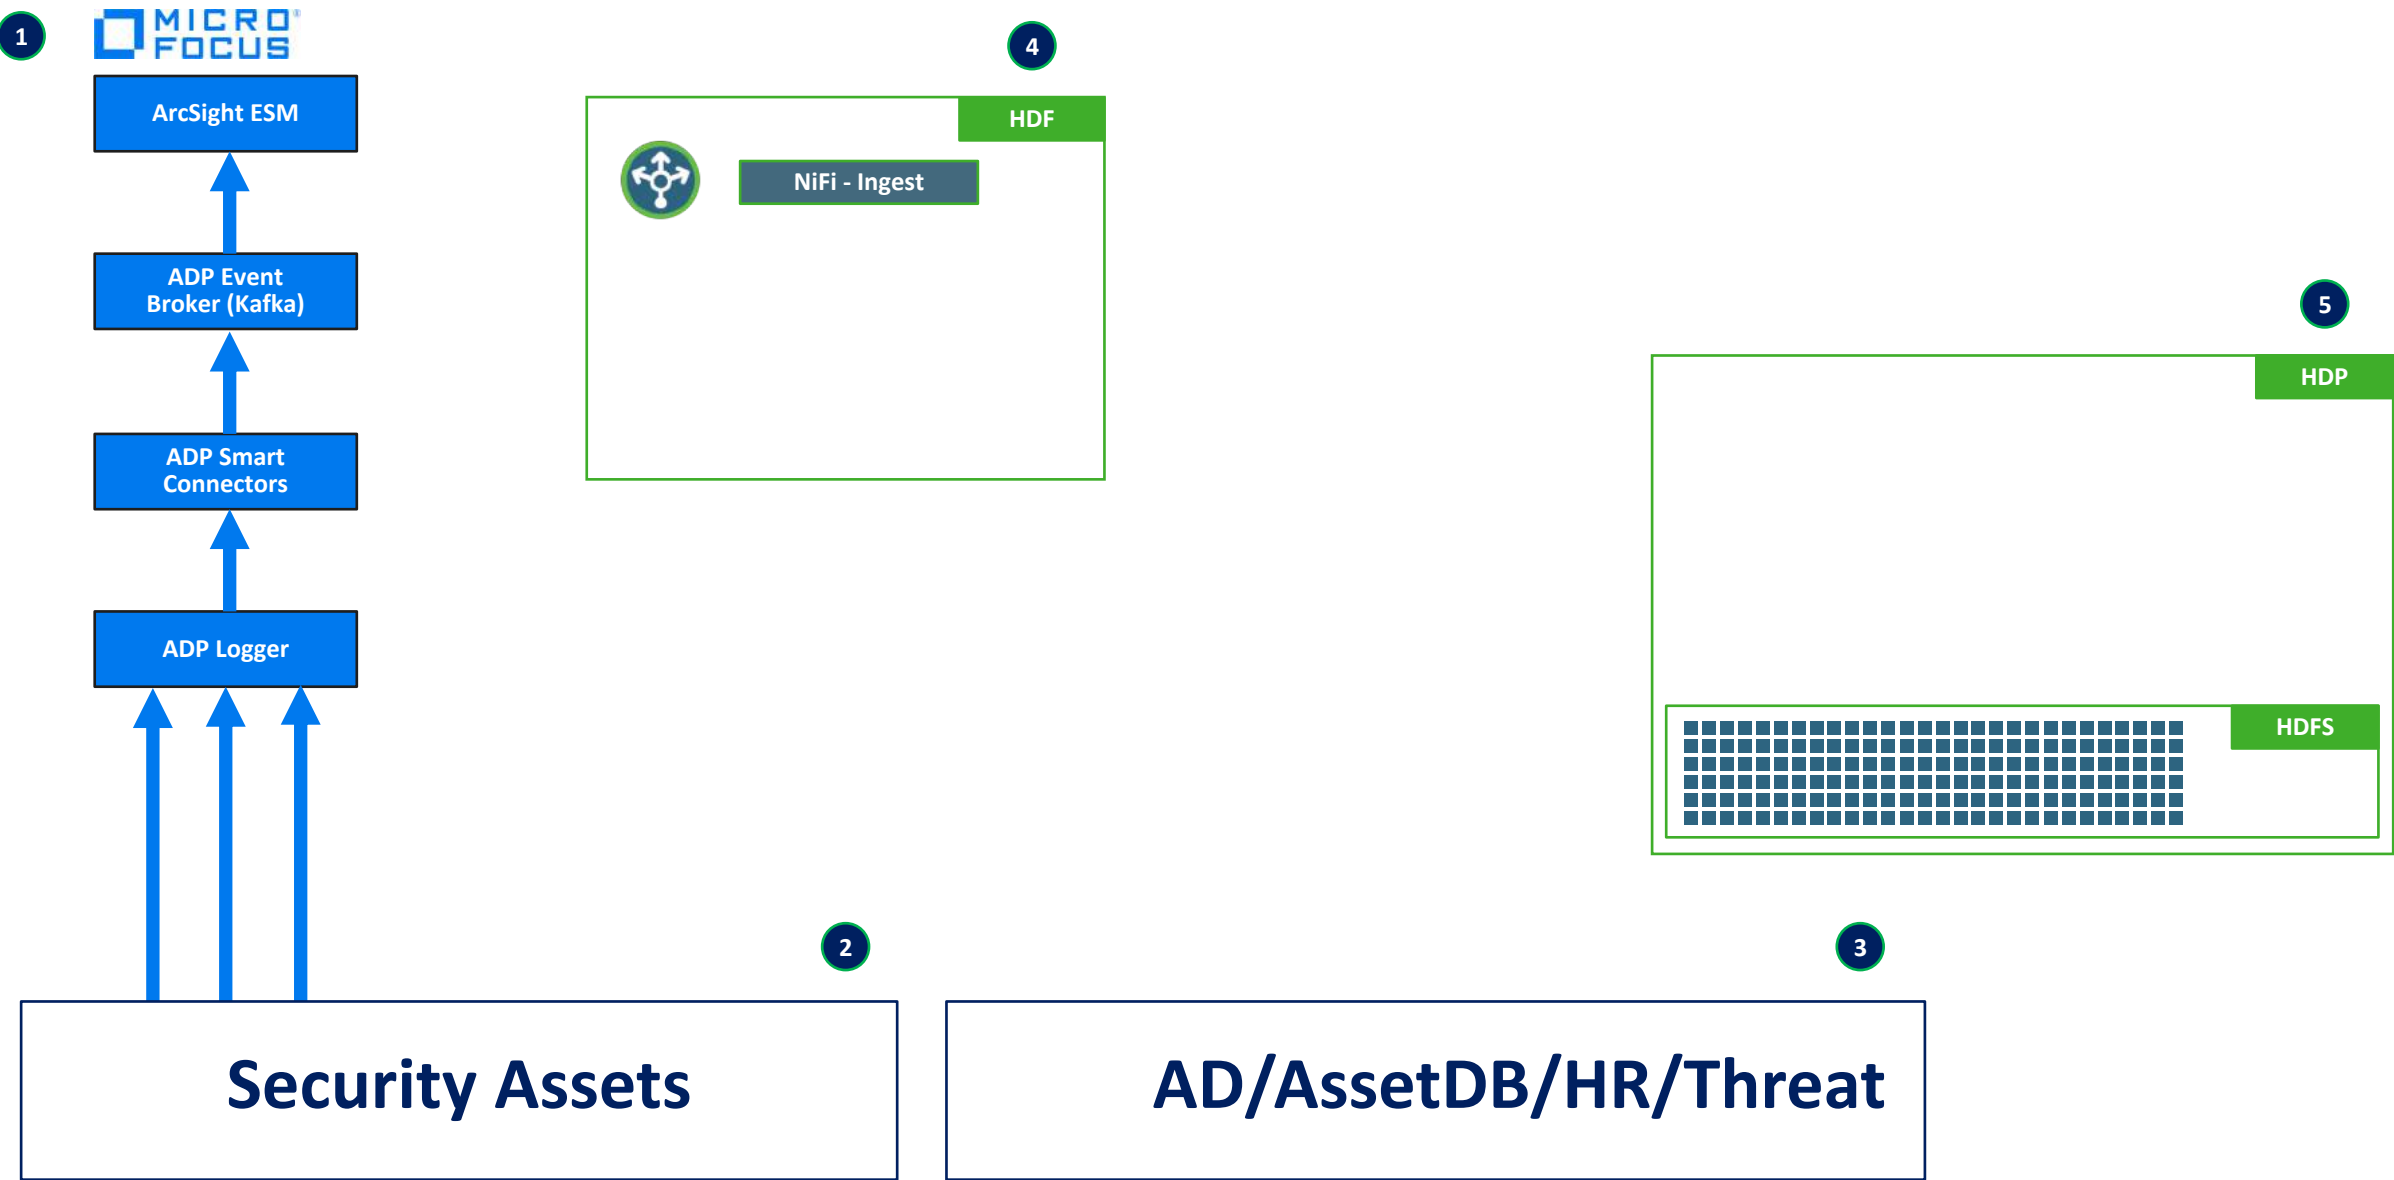 1
MICRO
FOCUS
ArcSight ESM
ADP Event
Broker (Kafka)
ADP Smart
Connectors
ADP Logger
4
HDF
NiFi - Ingest
5
HDP
HDFS
2
Security Assets
3
AD/AssetDB/HR/Threat